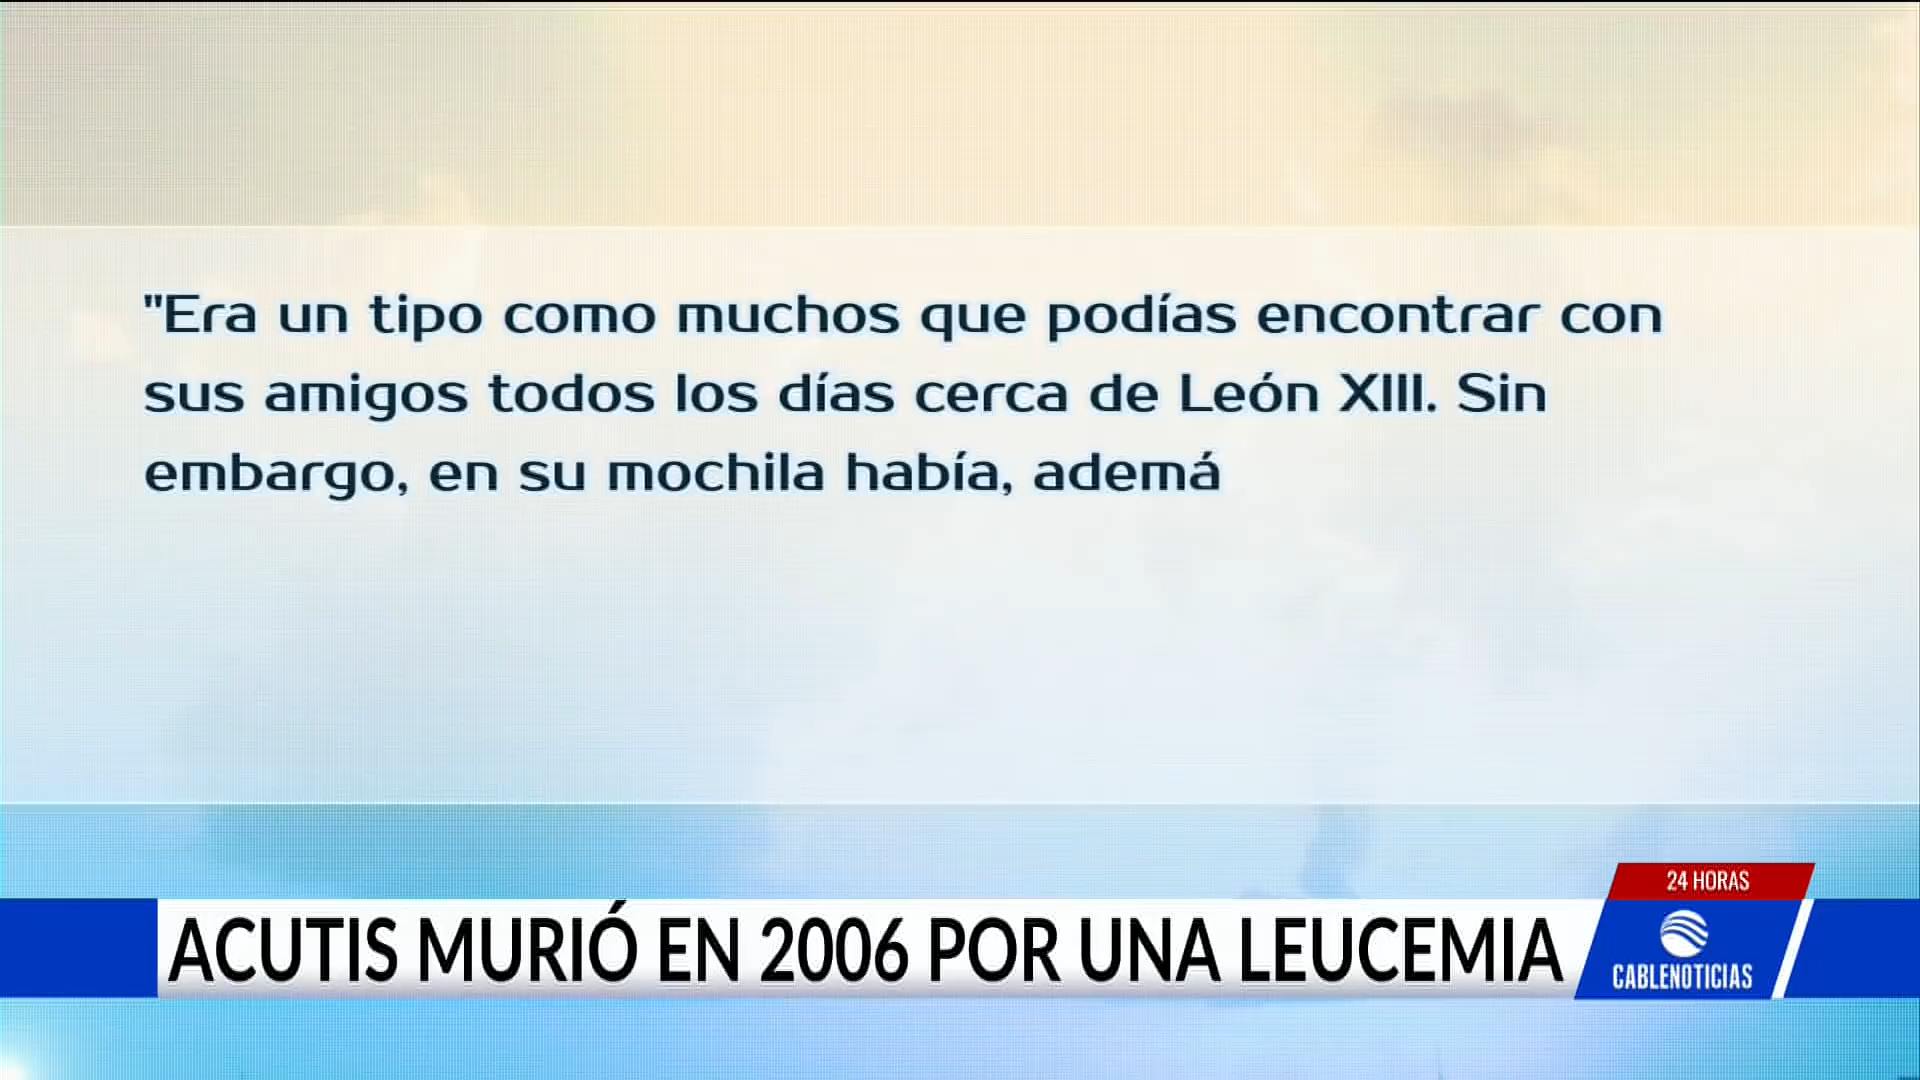 "Era un tipo como muchos que podías encontrar con
sus amigos todos los días cerca de León XIII. Sin
embargo, en su mochila había, ademá
24 HORAS
ACUTIS MURIÓ EN 2006 POR UNA LEUCEMIA
CABLENOTICIAS